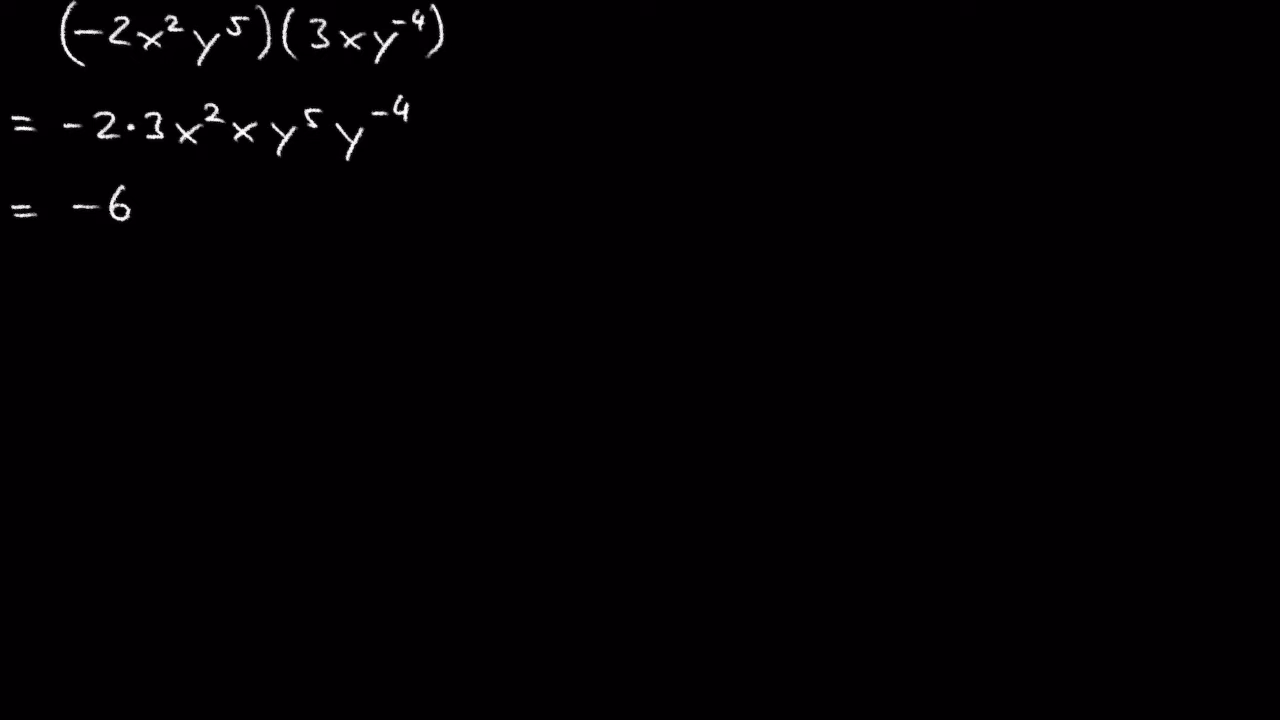 (-2x²y⁵)(3xy⁻⁴)
= -2·3x²xy⁵y⁻⁴
= -6